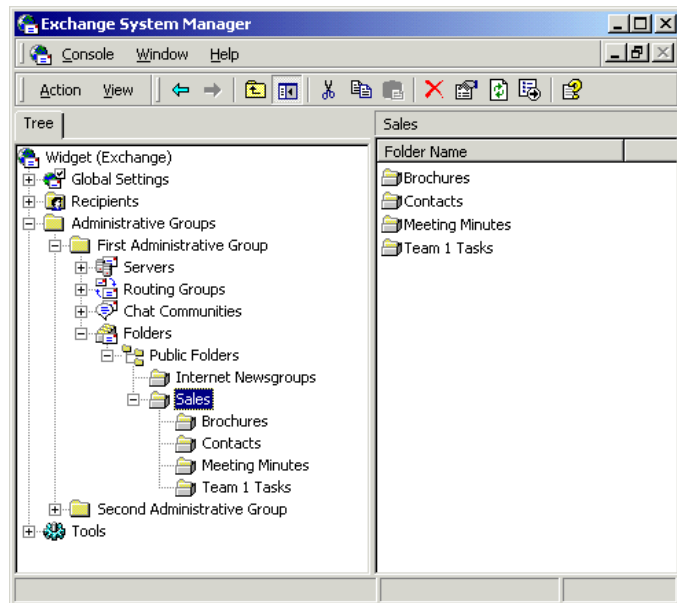 Exchange System Manager
Console Window Help
Action View
Tree
Sales
Folder Name
Widget (Exchange)
Global Settings
Recipients
Administrative Groups
First Administrative Group
Servers
Routing Groups
Chat Communities
Folders
Public Folders
Internet Newsgroups
Sales
Brochures
Contacts
Meeting Minutes
Team 1 Tasks
Second Administrative Group
Tools
Brochures
Contacts
Meeting Minutes
Team 1 Tasks